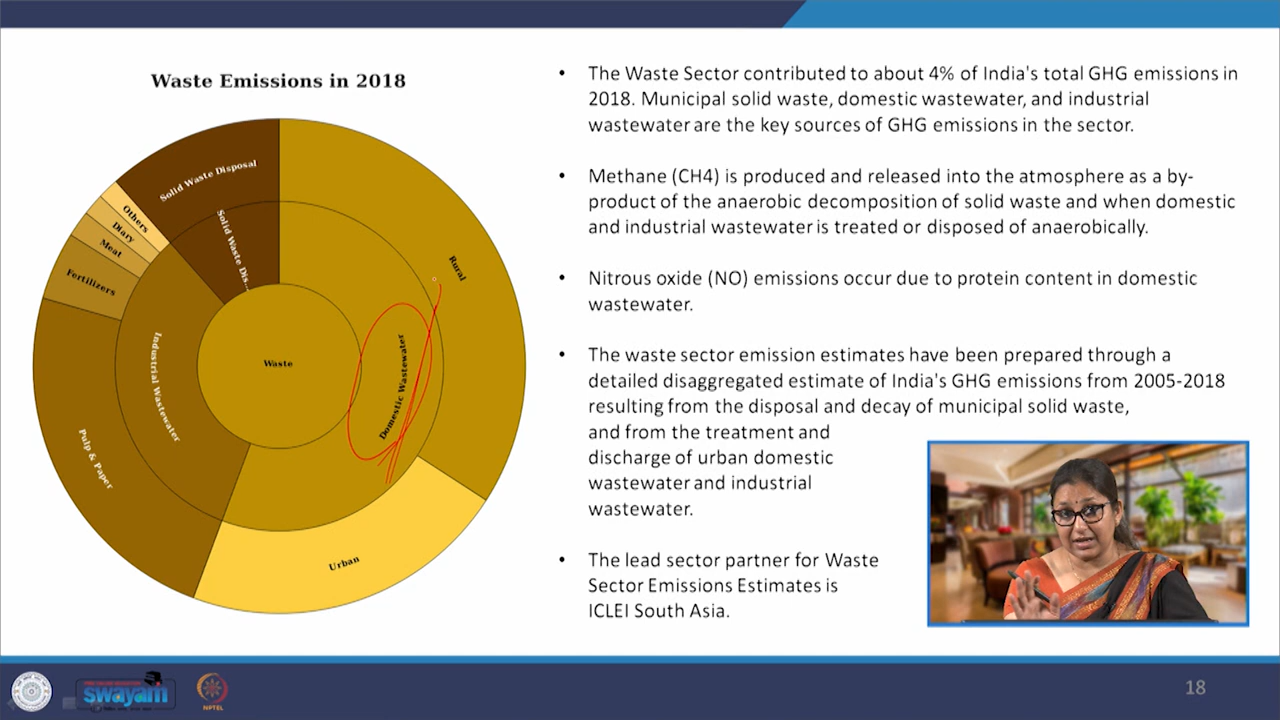 Waste Emissions in 2018
Solid Waste Disposal
Others
Diary
Meat
Fertilizers
Pulp & Paper
Solid Waste Dis...
Industrial Wastewater
Waste
Domestic Wastewater
Rural
Urban
• The Waste Sector contributed to about 4% of India's total GHG emissions in
2018. Municipal solid waste, domestic wastewater, and industrial
wastewater are the key sources of GHG emissions in the sector.
• Methane (CH4) is produced and released into the atmosphere as a by-
product of the anaerobic decomposition of solid waste and when domestic
and industrial wastewater is treated or disposed of anaerobically.
• Nitrous oxide (NO) emissions occur due to protein content in domestic
wastewater.
• The waste sector emission estimates have been prepared through a
detailed disaggregated estimate of India's GHG emissions from 2005-2018
resulting from the disposal and decay of municipal solid waste,
and from the treatment and
discharge of urban domestic
wastewater and industrial
wastewater.
• The lead sector partner for Waste
Sector Emissions Estimates is
ICLEI South Asia.
swayam
NPTEL
18